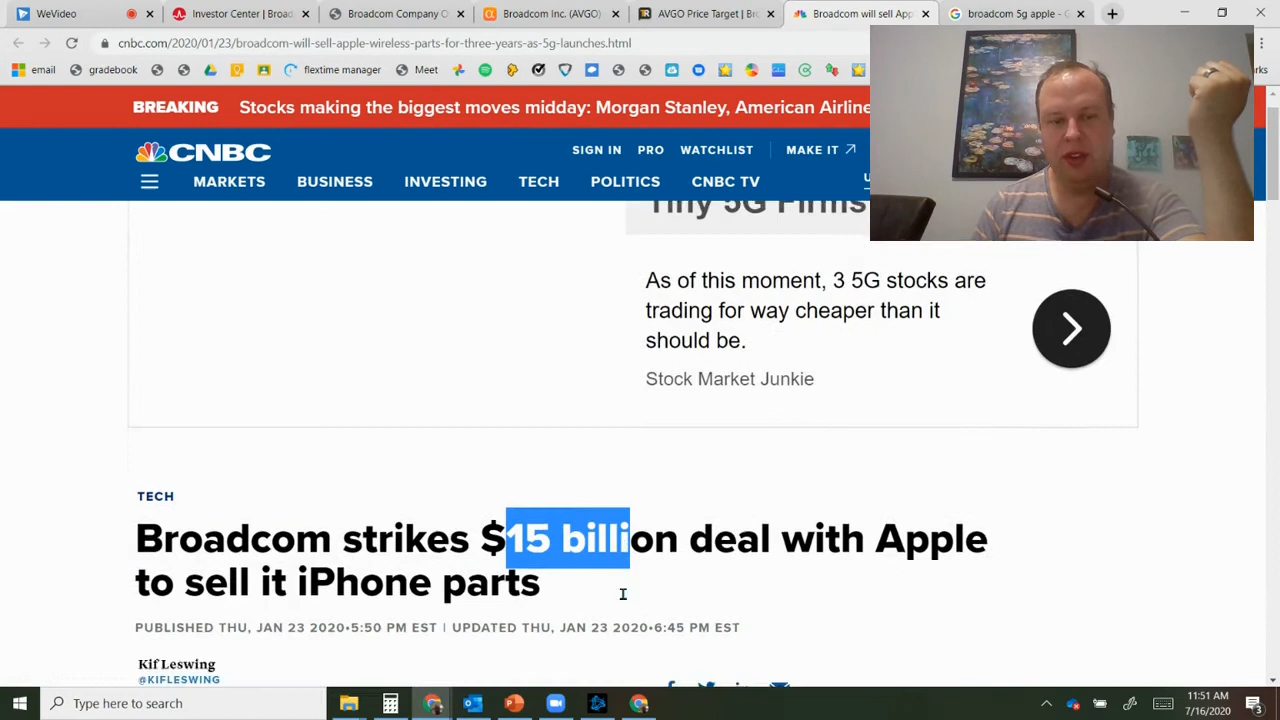 WeVideo
Investor Center | Broad
Broadcom Company O
Broadcom Inc. (AVGO)
AVGO Price Target | Bro
Broadcom will sell App
broadcom 5g apple - G
cnbc.com/2020/01/23/broadcom-will-sell-apple-wireless-parts-for-three-years-as-5g-launches.html
email
gradebook
flextime manager
Meet
BREAKING Stocks making the biggest moves midday: Morgan Stanley, American Airline
CNBC
SIGN IN PRO WATCHLIST MAKE IT
MARKETS BUSINESS INVESTING TECH POLITICS CNBC TV
Tiny 5G Firms
As of this moment, 3 5G stocks are
trading for way cheaper than it
should be.
Stock Market Junkie
TECH
Broadcom strikes $15 billion deal with Apple
to sell it iPhone parts
PUBLISHED THU, JAN 23 2020•5:50 PM EST | UPDATED THU, JAN 23 2020•6:45 PM EST
Kif Leswing
@KIFLESWING
Type here to search
11:51 AM
7/16/2020
3